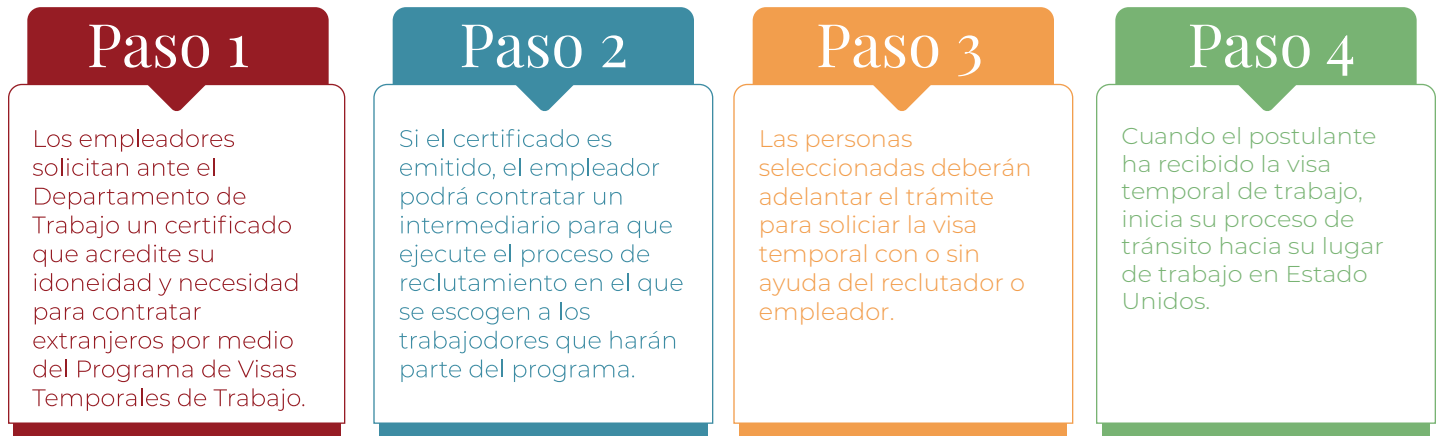 Paso 1
Los empleadores
solicitan ante el
Departamento de
Trabajo un certificado
que acredite su
idoneidad y necesidad
para contratar
extranjeros por medio
del Programa de Visas
Temporales de Trabajo.
Paso 2
Si el certificado es
emitido, el empleador
podrá contratar un
intermediario para que
ejecute el proceso de
reclutamiento en el que
se escogen a los
trabajodores que harán
parte del programa.
Paso 3
Las personas
seleccionadas deberán
adelantar el trámite
para soliciar la visa
temporal con o sin
ayuda del reclutador o
empleador.
Paso 4
Cuando el postulante
ha recibido la visa
temporal de trabajo,
inicia su proceso de
tránsito hacia su lugar
de trabajo en Estado
Unidos.